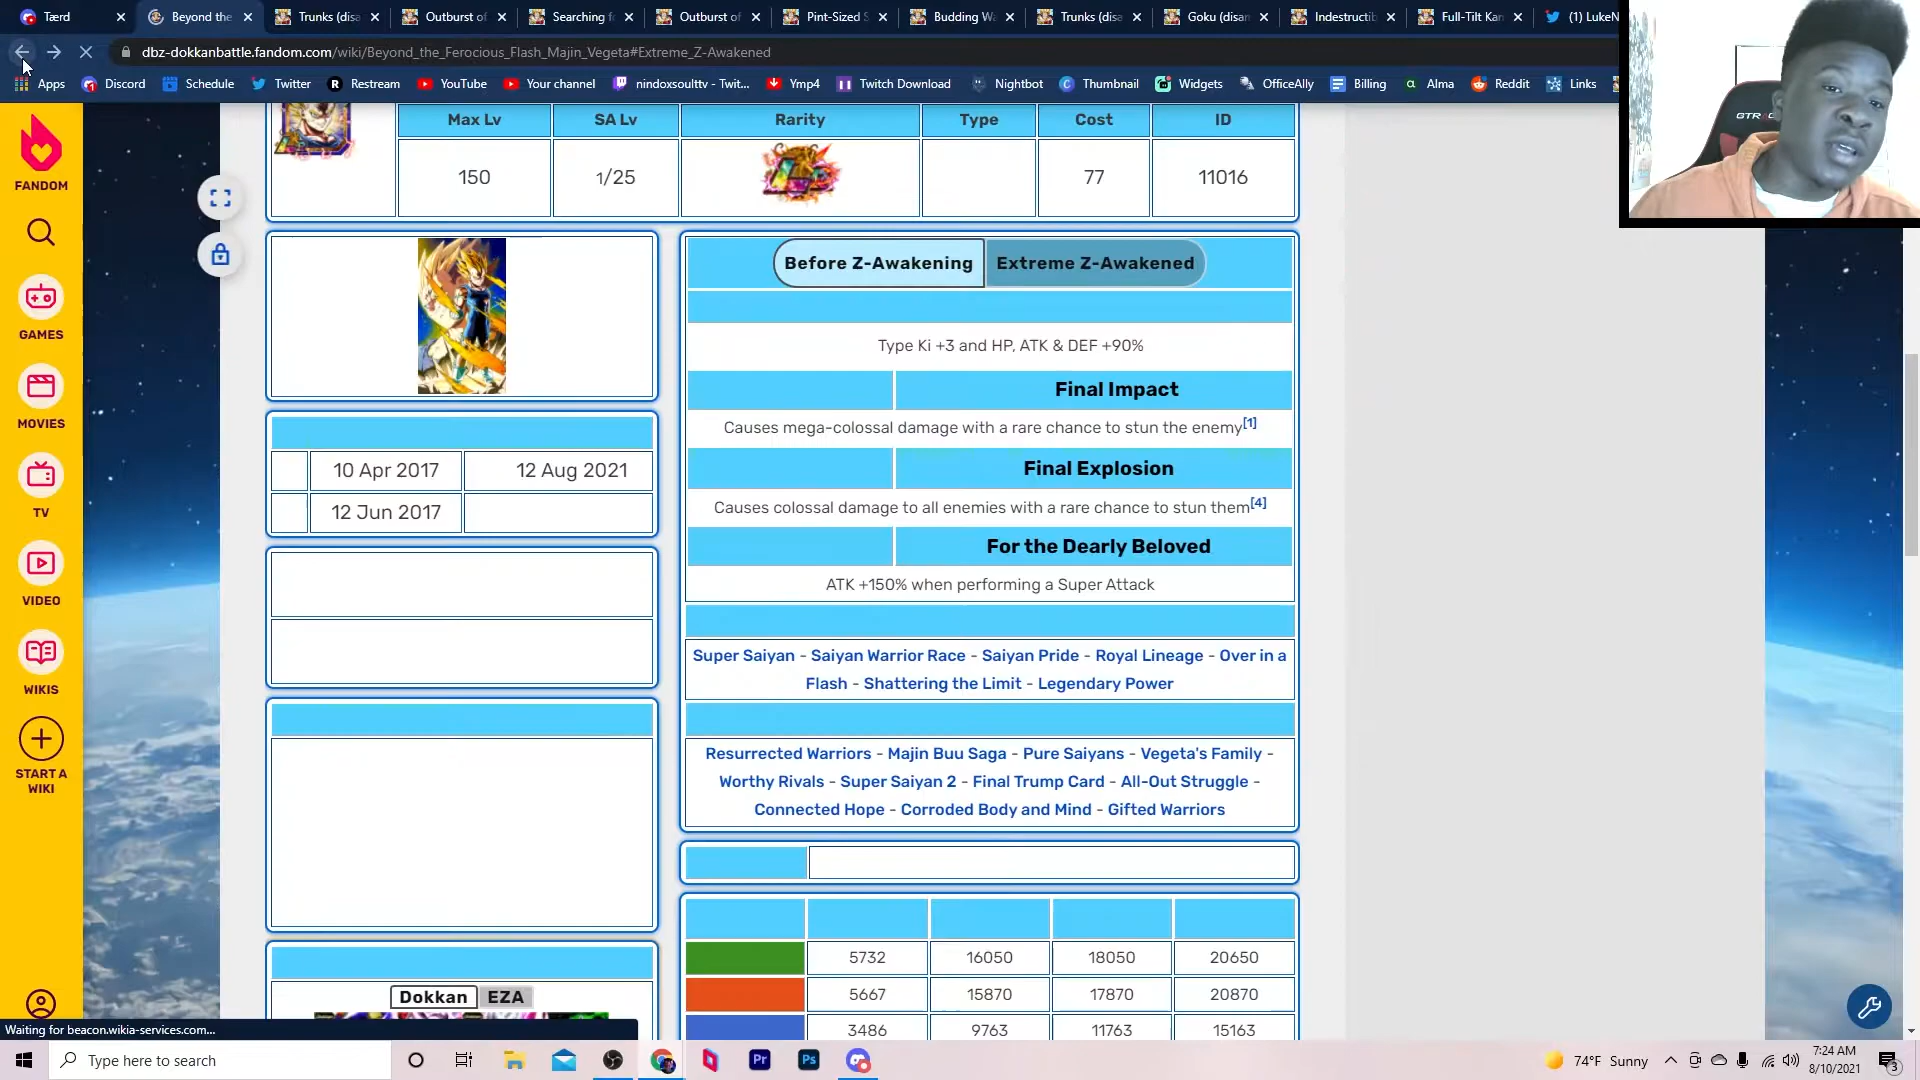 Tærd
Beyond the
Trunks (disa
Outburst of
Searching f
Outburst of
Pint-Sized S
Budding Wa
Trunks (disa
Goku (disan
Indestructib
Full-Tilt Kan
(1) LukeN
dbz-dokkanbattle.fandom.com/wiki/Beyond_the_Ferocious_Flash_Majin_Vegeta#Extreme_Z-Awakened
Apps
Discord
Schedule
Twitter
Restream
YouTube
Your channel
nindoxsoulttv - Twit...
Ymp4
Twitch Download
Nightbot
Thumbnail
Widgets
OfficeAlly
Billing
Alma
Reddit
Links
FANDOM
GAMES
MOVIES
TV
VIDEO
WIKIS
START A
WIKI
Max Lv
SA Lv
Rarity
Type
Cost
ID
150
1/25
77
11016
10 Apr 2017
12 Aug 2021
12 Jun 2017
Dokkan
EZA
Before Z-Awakening
Extreme Z-Awakened
Type Ki +3 and HP, ATK & DEF +90%
Final Impact
Causes mega-colossal damage with a rare chance to stun the enemy[1]
Final Explosion
Causes colossal damage to all enemies with a rare chance to stun them[4]
For the Dearly Beloved
ATK +150% when performing a Super Attack
Super Saiyan - Saiyan Warrior Race - Saiyan Pride - Royal Lineage - Over in a
Flash - Shattering the Limit - Legendary Power
Resurrected Warriors - Majin Buu Saga - Pure Saiyans - Vegeta's Family -
Worthy Rivals - Super Saiyan 2 - Final Trump Card - All-Out Struggle -
Connected Hope - Corroded Body and Mind - Gifted Warriors
5732 16050 18050 20650
5667 15870 17870 20870
3486 9763 11763 15163
Waiting for beacon.wikia-services.com...
Type here to search
Pr
Ps
74°F Sunny
7:24 AM
8/10/2021
3